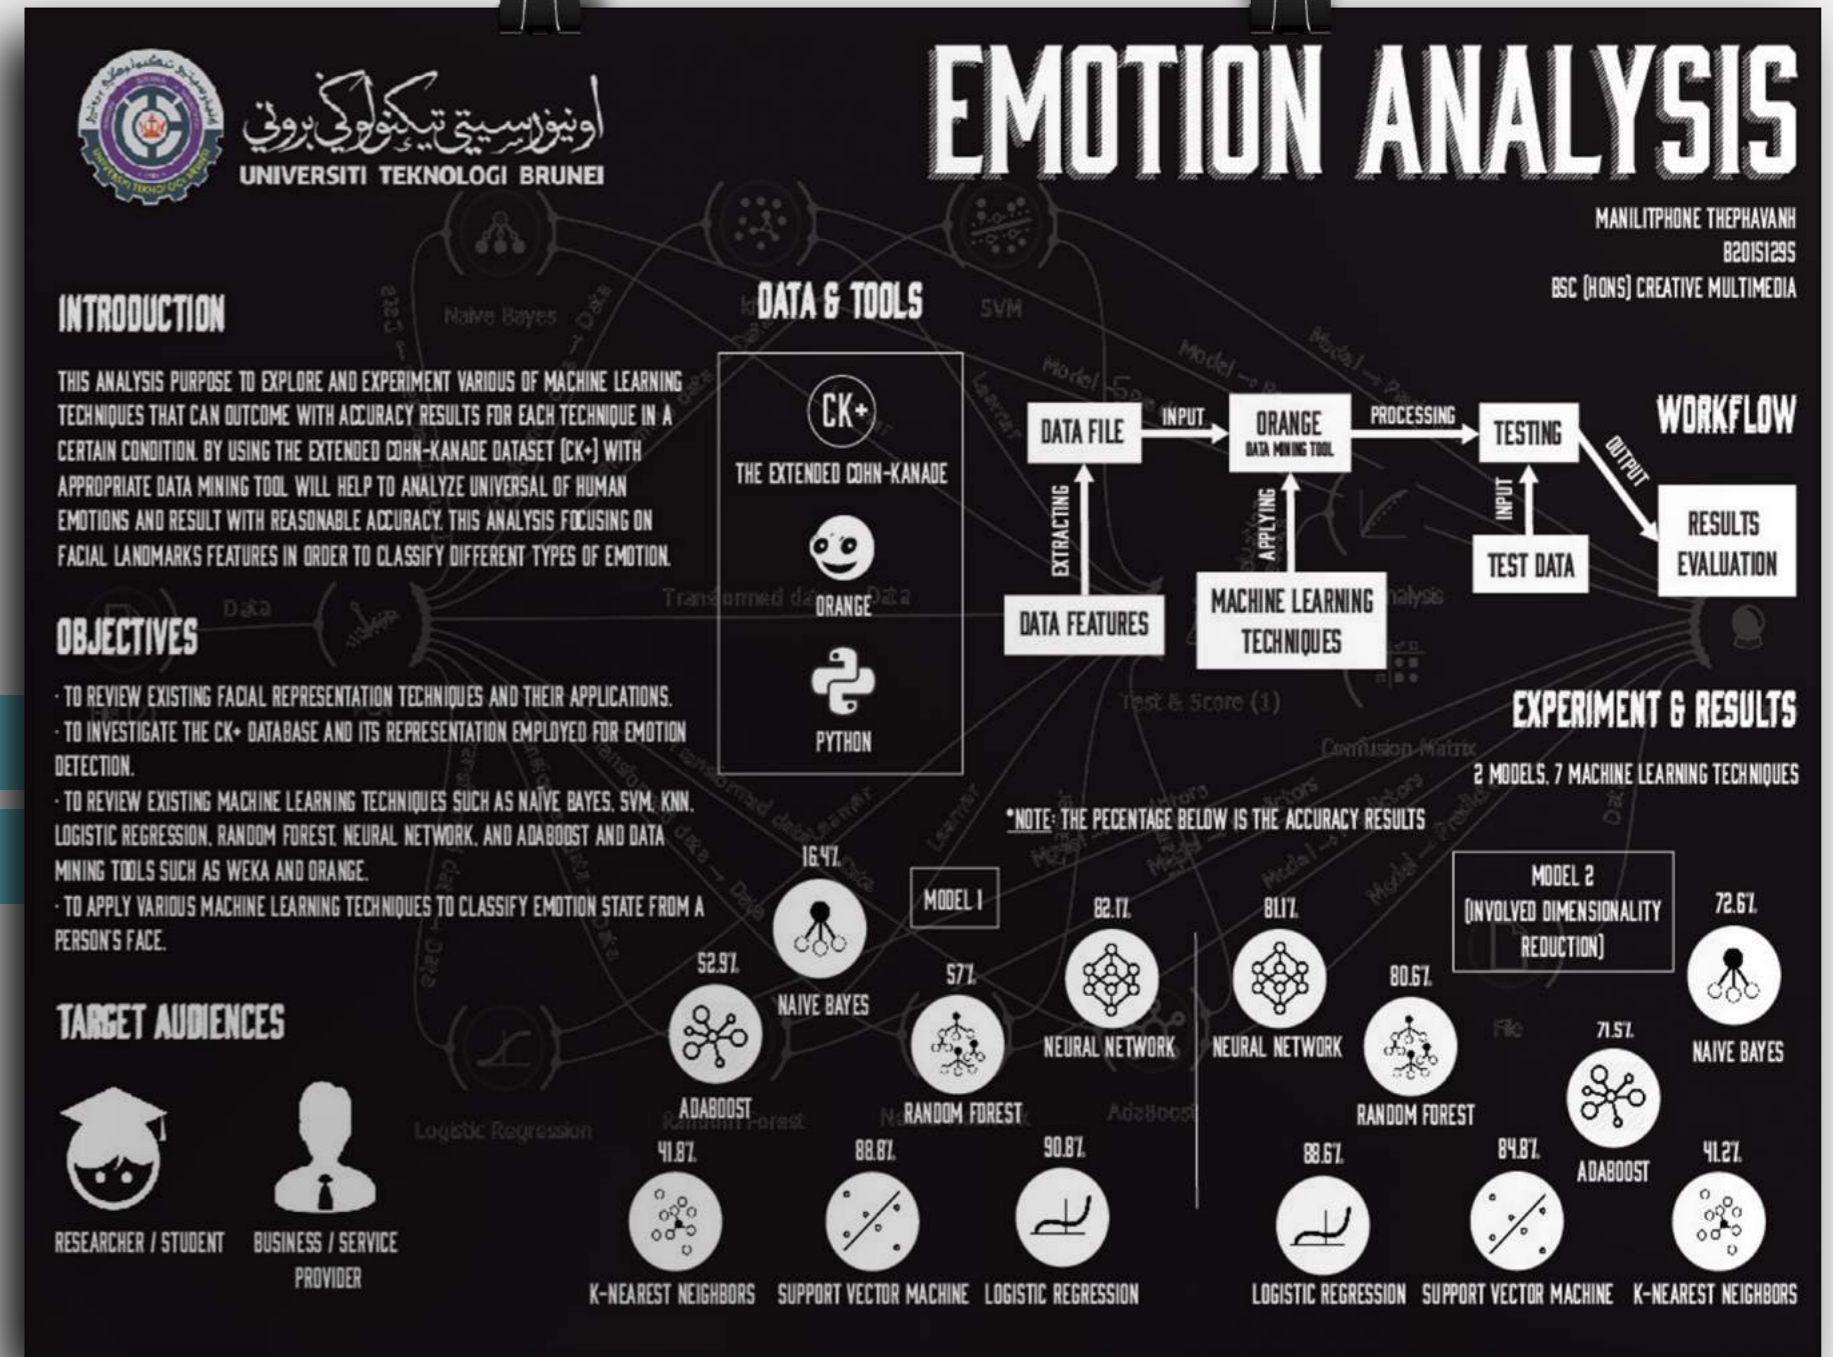 اونيۏرسيتي تيكنولوݢي بروني
UNIVERSITI TEKNOLOGI BRUNEI
EMOTION ANALYSIS
MANILITPHONE THEPHAVANH
B20151295
BSC (HONS) CREATIVE MULTIMEDIA
INTRODUCTION
THIS ANALYSIS PURPOSE TO EXPLORE AND EXPERIMENT VARIOUS OF MACHINE LEARNING
TECHNIQUES THAT CAN OUTCOME WITH ACCURACY RESULTS FOR EACH TECHNIQUE IN A
CERTAIN CONDITION. BY USING THE EXTENDED COHN-KANADE DATASET (CK+) WITH
APPROPRIATE DATA MINING TOOL WILL HELP TO ANALYZE UNIVERSAL OF HUMAN
EMOTIONS AND RESULT WITH REASONABLE ACCURACY. THIS ANALYSIS FOCUSING ON
FACIAL LANDMARKS FEATURES IN ORDER TO CLASSIFY DIFFERENT TYPES OF EMOTION.
OBJECTIVES
· TO REVIEW EXISTING FACIAL REPRESENTATION TECHNIQUES AND THEIR APPLICATIONS.
· TO INVESTIGATE THE CK+ DATABASE AND ITS REPRESENTATION EMPLOYED FOR EMOTION
DETECTION.
· TO REVIEW EXISTING MACHINE LEARNING TECHNIQUES SUCH AS NAÏVE BAYES, SVM, KNN,
LOGISTIC REGRESSION, RANDOM FOREST, NEURAL NETWORK, AND ADABOOST AND DATA
MINING TOOLS SUCH AS WEKA AND ORANGE.
· TO APPLY VARIOUS MACHINE LEARNING TECHNIQUES TO CLASSIFY EMOTION STATE FROM A
PERSON'S FACE.
TARGET AUDIENCES
RESEARCHER / STUDENT
BUSINESS / SERVICE
PROVIDER
DATA & TOOLS
CK+
THE EXTENDED COHN-KANADE
ORANGE
PYTHON
WORKFLOW
DATA FILE
INPUT
ORANGE
DATA MINING TOOL
PROCESSING
TESTING
OUTPUT
EXTRACTING
APPLYING
INPUT
RESULTS
EVALUATION
TEST DATA
DATA FEATURES
MACHINE LEARNING
TECHNIQUES
EXPERIMENT & RESULTS
2 MODELS, 7 MACHINE LEARNING TECHNIQUES
*NOTE: THE PECENTAGE BELOW IS THE ACCURACY RESULTS
MODEL 1
16.4%
NAIVE BAYES
52.9%
ADABOOST
57%
RANDOM FOREST
82.1%
NEURAL NETWORK
41.8%
K-NEAREST NEIGHBORS
88.8%
SUPPORT VECTOR MACHINE
90.8%
LOGISTIC REGRESSION
MODEL 2
(INVOLVED DIMENSIONALITY
REDUCTION)
81.1%
NEURAL NETWORK
80.6%
RANDOM FOREST
71.5%
ADABOOST
72.6%
NAIVE BAYES
88.6%
LOGISTIC REGRESSION
84.8%
SUPPORT VECTOR MACHINE
41.2%
K-NEAREST NEIGHBORS
Naive Bayes
SVM
Data
Test & Score (1)
Confusion Matrix
Logistic Regression
AdaBoost
File